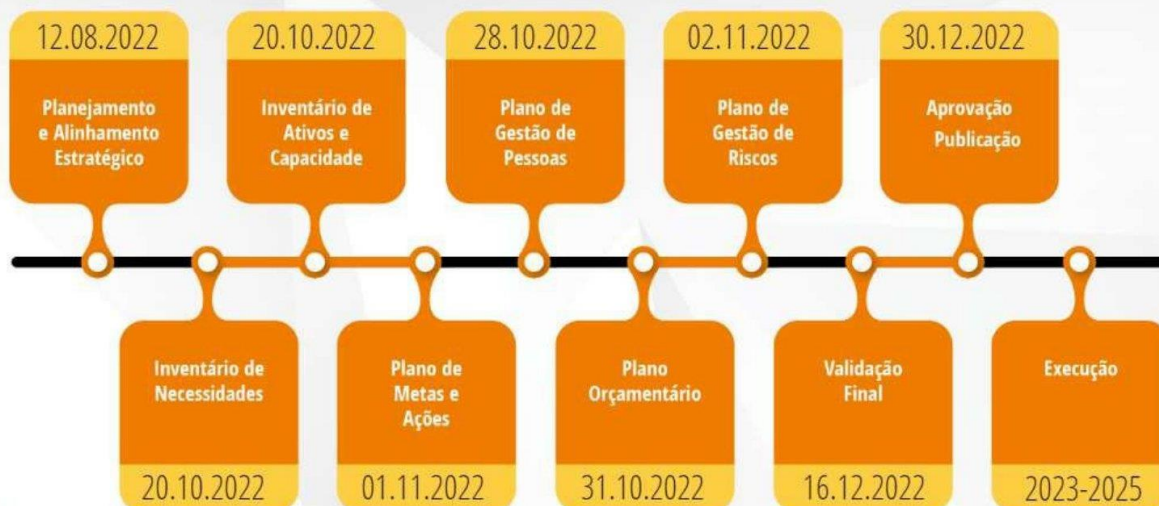 12.08.2022
Planejamento
e Alinhamento
Estratégico
Inventário de
Necessidades
20.10.2022
20.10.2022
Inventário de
Ativos e
Capacidade
Plano de
Metas e
Ações
01.11.2022
28.10.2022
Plano de
Gestão de
Pessoas
Plano
Orçamentário
31.10.2022
02.11.2022
Plano de
Gestão de
Riscos
Validação
Final
16.12.2022
30.12.2022
Aprovação
Publicação
Execução
2023-2025